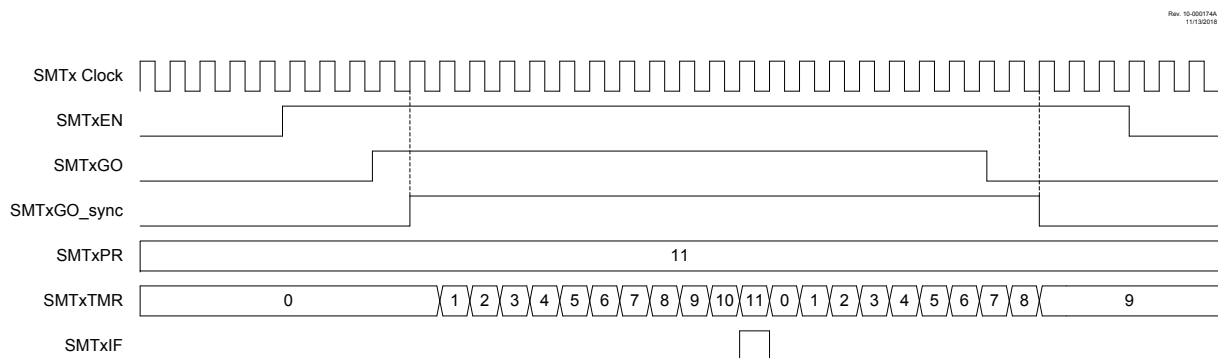 Rev. 10-000174A
11/13/2018
SMTx Clock
SMTxEN
SMTxGO
SMTxGO_sync
SMTxPR
11
SMTxTMR
0 1 2 3 4 5 6 7 8 9 10 11 0 1 2 3 4 5 6 7 8 9
SMTxIF